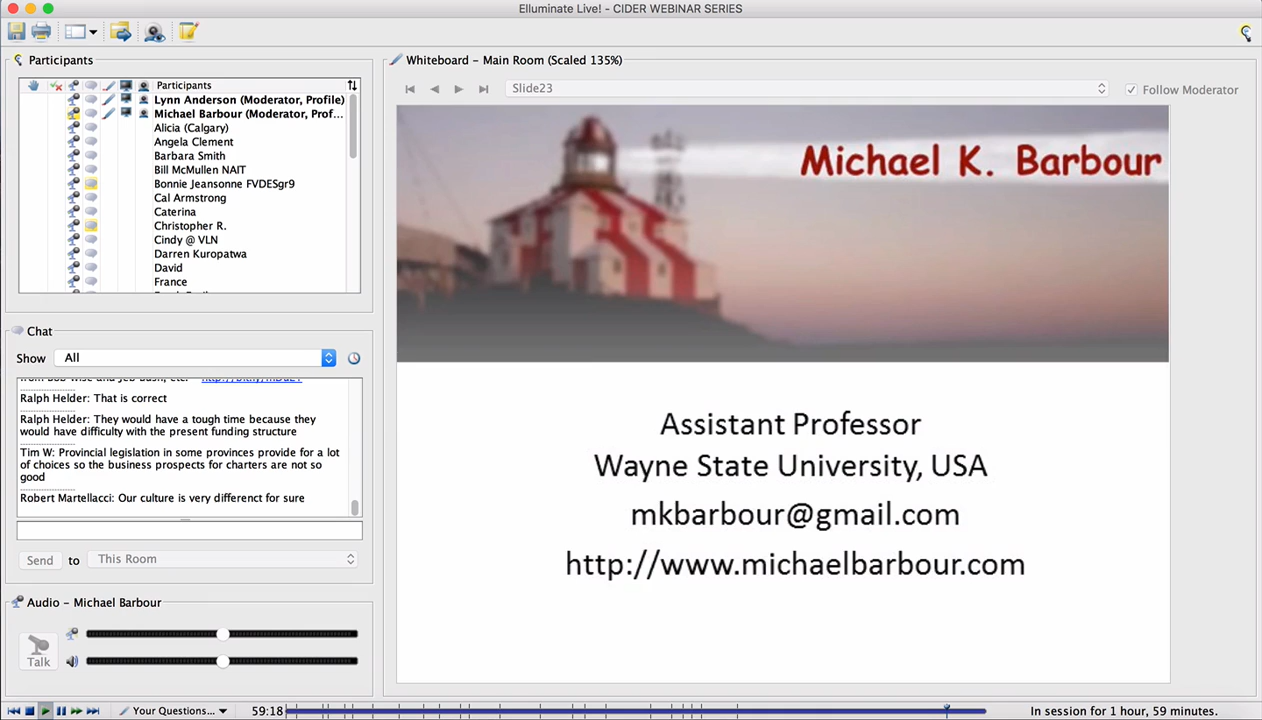 Elluminate Live! - CIDER WEBINAR SERIES
Participants
Participants
Lynn Anderson (Moderator, Profile)
Michael Barbour (Moderator, Prof...
Alicia (Calgary)
Angela Clement
Barbara Smith
Bill McMullen NAIT
Bonnie Jeansonne FVDESgr9
Cal Armstrong
Caterina
Christopher R.
Cindy @ VLN
Darren Kuropatwa
David
France
Chat
Show All
Ralph Helder: That is correct
Ralph Helder: They would have a tough time because they
would have difficulty with the present funding structure
Tim W: Provincial legislation in some provinces provide for a lot
of choices so the business prospects for charters are not so
good
Robert Martellacci: Our culture is very differenct for sure
Send to This Room
Audio - Michael Barbour
Talk
Whiteboard - Main Room (Scaled 135%)
Slide23
Follow Moderator
Michael K. Barbour
Assistant Professor
Wayne State University, USA
mkbarbour@gmail.com
http://www.michaelbarbour.com
Your Questions...
59:18
In session for 1 hour, 59 minutes.